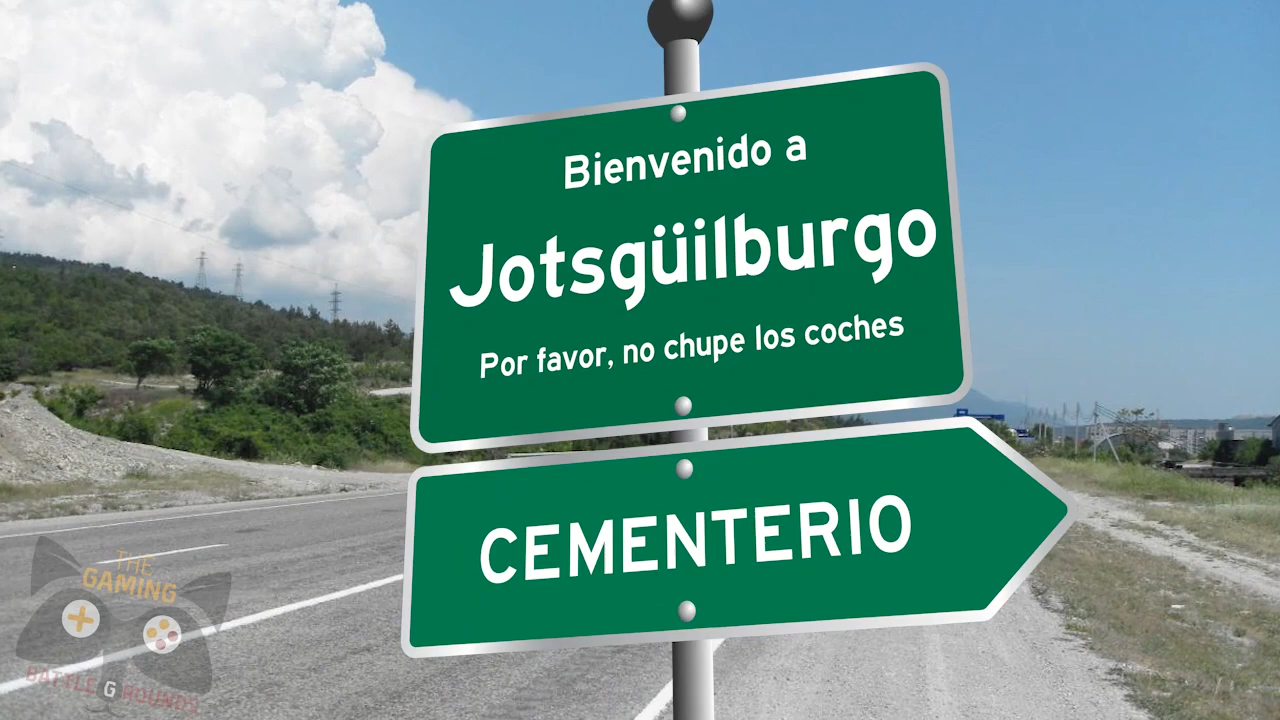 Bienvenido a
Jotsgüilburgo
Por favor, no chupe los coches
CEMENTERIO
THE
GAMING
BATTLE G ROUNDS